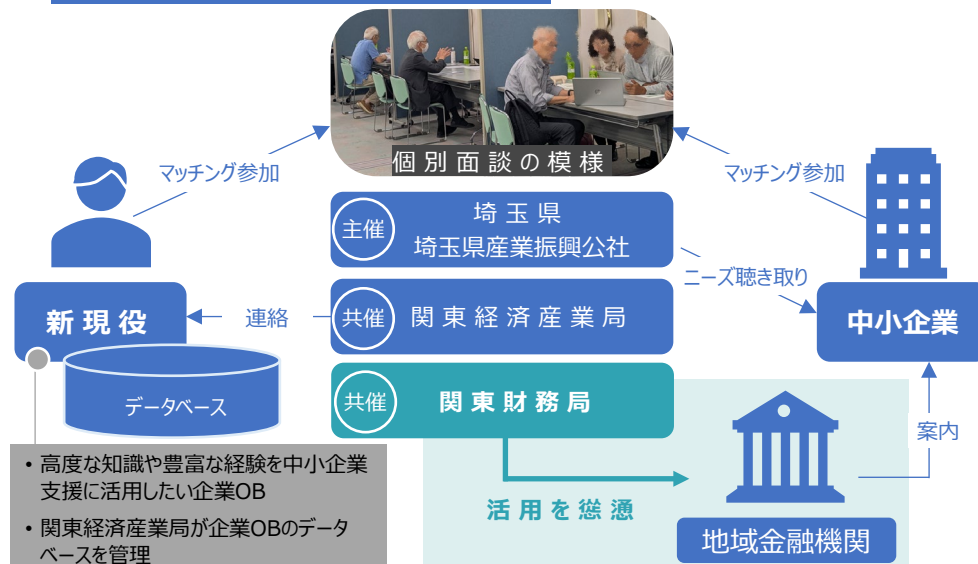 個別面談の模様
マッチング参加
マッチング参加
主催
埼玉県
埼玉県産業振興公社
ニーズ聴き取り
新現役
連絡
共催
関東経済産業局
中小企業
データベース
共催
関東財務局
案内
活用を慫慂
地域金融機関
• 高度な知識や豊富な経験を中小企業
支援に活用したい企業OB
• 関東経済産業局が企業OBのデータ
ベースを管理